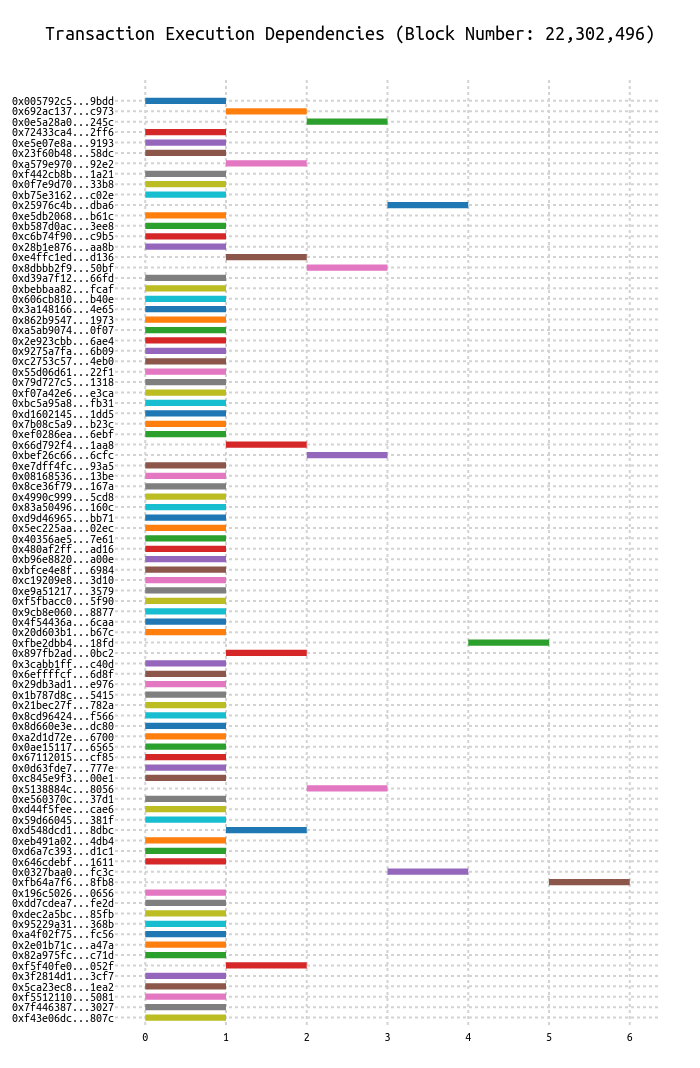 Transaction Execution Dependencies (Block Number: 22,302,496)
0x005792c5...9bdd
0x692ac137...c973
0x0e5a28a0...245c
0x72433ca4...2ff6
0xe5e07e8a...9193
0x23f60b48...58dc
0xa579e970...92e2
0xf442cb8b...1a21
0x0f7e9d70...33b8
0xb75e3162...c02e
0x25976c4b...dba6
0xe5db2068...b61c
0xb587d0ac...3ee8
0xc6b74f90...c9b5
0x28b1e876...aa8b
0xe4ffc1ed...d136
0x8dbbb2f9...50bf
0xd39a7f12...66fd
0xbebbaa82...fcaf
0x606cb810...b40e
0x3a148166...4e65
0x862b9547...1973
0xa5ab9074...0f07
0x2e923cbb...6ae4
0x9275a7fa...6b09
0xc2753c57...4eb0
0x55d06d61...22f1
0x79d727c5...1318
0xf07a42e6...e3ca
0xbc5a95a8...fb31
0xd1602145...1dd5
0x7b08c5a9...b23c
0xef0286ea...6ebf
0x66d792f4...1aa8
0xbef26c66...6cfc
0xe7dff4fc...93a5
0x08168536...13be
0x8ce36f79...167a
0x4990c999...5cd8
0x83a50496...160c
0xd9d46965...bb71
0x5ec225aa...02ec
0x40356ae5...7e61
0x480af2ff...ad16
0xb96e8820...a00e
0xbfce4e8f...6984
0xc19209e8...3d10
0xe9a51217...3579
0xf5fbacc0...5f90
0x9cb8e060...8877
0x4f54436a...6caa
0x20d603b1...b67c
0xfbe2dbb4...18fd
0x897fb2ad...0bc2
0x3cabb1ff...c40d
0x6effffcf...6d8f
0x29db3ad1...e976
0x1b787d8c...5415
0x21bec27f...782a
0x8cd96424...f566
0x8d660e3e...dc80
0xa2d1d72e...6700
0x0ae15117...6565
0x67112015...cf85
0x0d63fde7...777e
0xc845e9f3...00e1
0x5138884c...8056
0xe560370c...37d1
0xd44f5fee...cae6
0x59d66045...381f
0xd548dcd1...8dbc
0xeb491a02...4db4
0xd6a7c393...d1c1
0x646cdebf...1611
0x0327baa0...fc3c
0xfb64a7f6...8fb8
0x196c5026...0656
0xdd7cdea7...fe2d
0xdec2a5bc...85fb
0x95229a31...368b
0xa4f02f75...fc56
0x2e01b71c...a47a
0x82a975fc...c71d
0xf5f40fe0...052f
0x3f2814d1...3cf7
0x5ca23ec8...1ea2
0xf5512110...5081
0x7f446387...3027
0xf43e06dc...807c
0 1 2 3 4 5 6